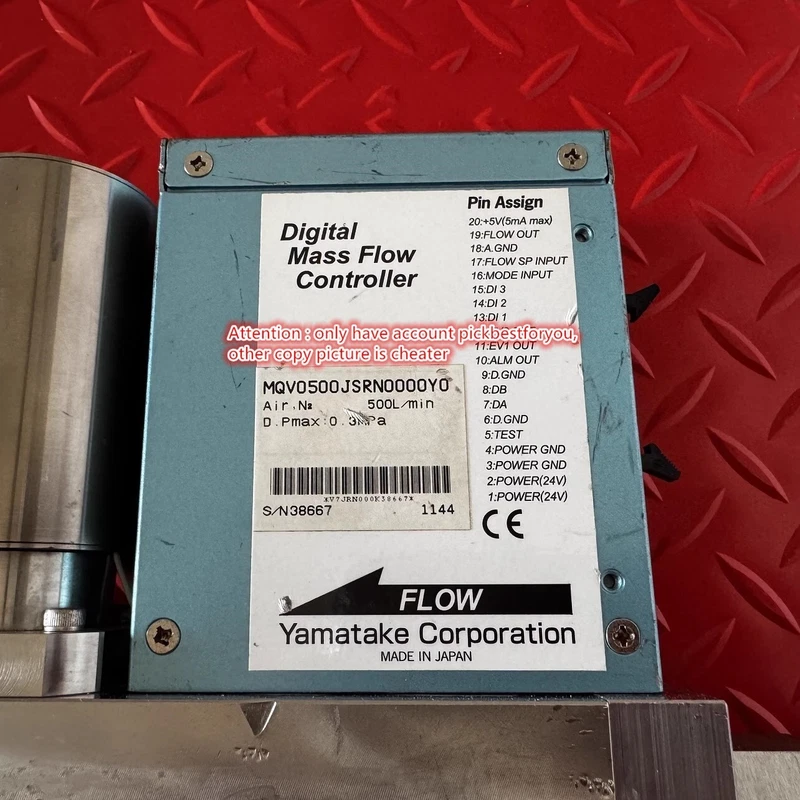 Digital
Mass Flow
Controller
Pin Assign
20:+5V(5mA max)
19:FLOW OUT
18:A.GND
17:FLOW SP INPUT
16:MODE INPUT
15:DI 3
14:DI 2
13:DI 1
Attention : only have account pickbestforyou,
other copy picture is cheater
11:EV1 OUT
10:ALM OUT
9:D.GND
8:DB
7:DA
6:D.GND
5:TEST
4:POWER GND
3:POWER GND
2:POWER(24V)
1:POWER(24V)
MQV0500JSRN0000Y0
Air.N₂ 500L/min
D.Pmax:0.3MPa
*V7JRN000K38667*
S/N38667 1144
CE
FLOW
Yamatake Corporation
MADE IN JAPAN